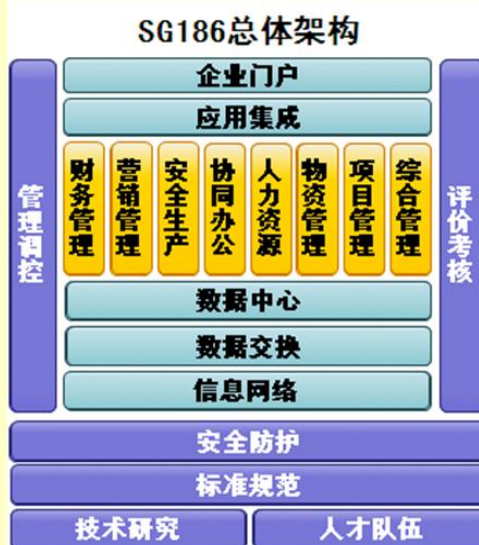 SG186总体架构
企业门户
应用集成
管理调控
财务管理
营销管理
安全生产
协同办公
人力资源
物资管理
项目管理
综合管理
评价考核
数据中心
数据交换
信息网络
安全防护
标准规范
技术研究
人才队伍